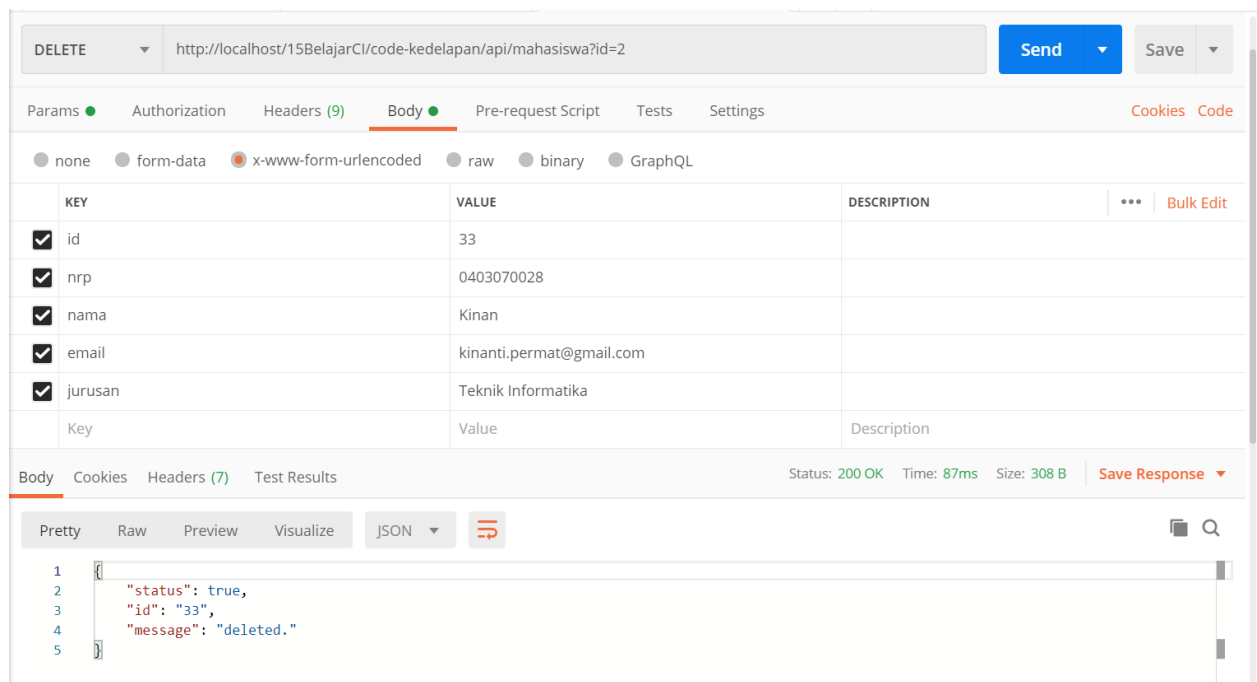 DELETE http://localhost/15BelajarCI/code-kedelapan/api/mahasiswa?id=2 Send Save
Params Authorization Headers (9) Body Pre-request Script Tests Settings Cookies Code
none form-data x-www-form-urlencoded raw binary GraphQL
KEY VALUE DESCRIPTION ••• Bulk Edit
id 33
nrp 0403070028
nama Kinan
email kinanti.permat@gmail.com
jurusan Teknik Informatika
Key Value Description
Body Cookies Headers (7) Test Results Status: 200 OK Time: 87ms Size: 308 B Save Response
Pretty Raw Preview Visualize JSON
1 {
2 "status": true,
3 "id": "33",
4 "message": "deleted."
5 }